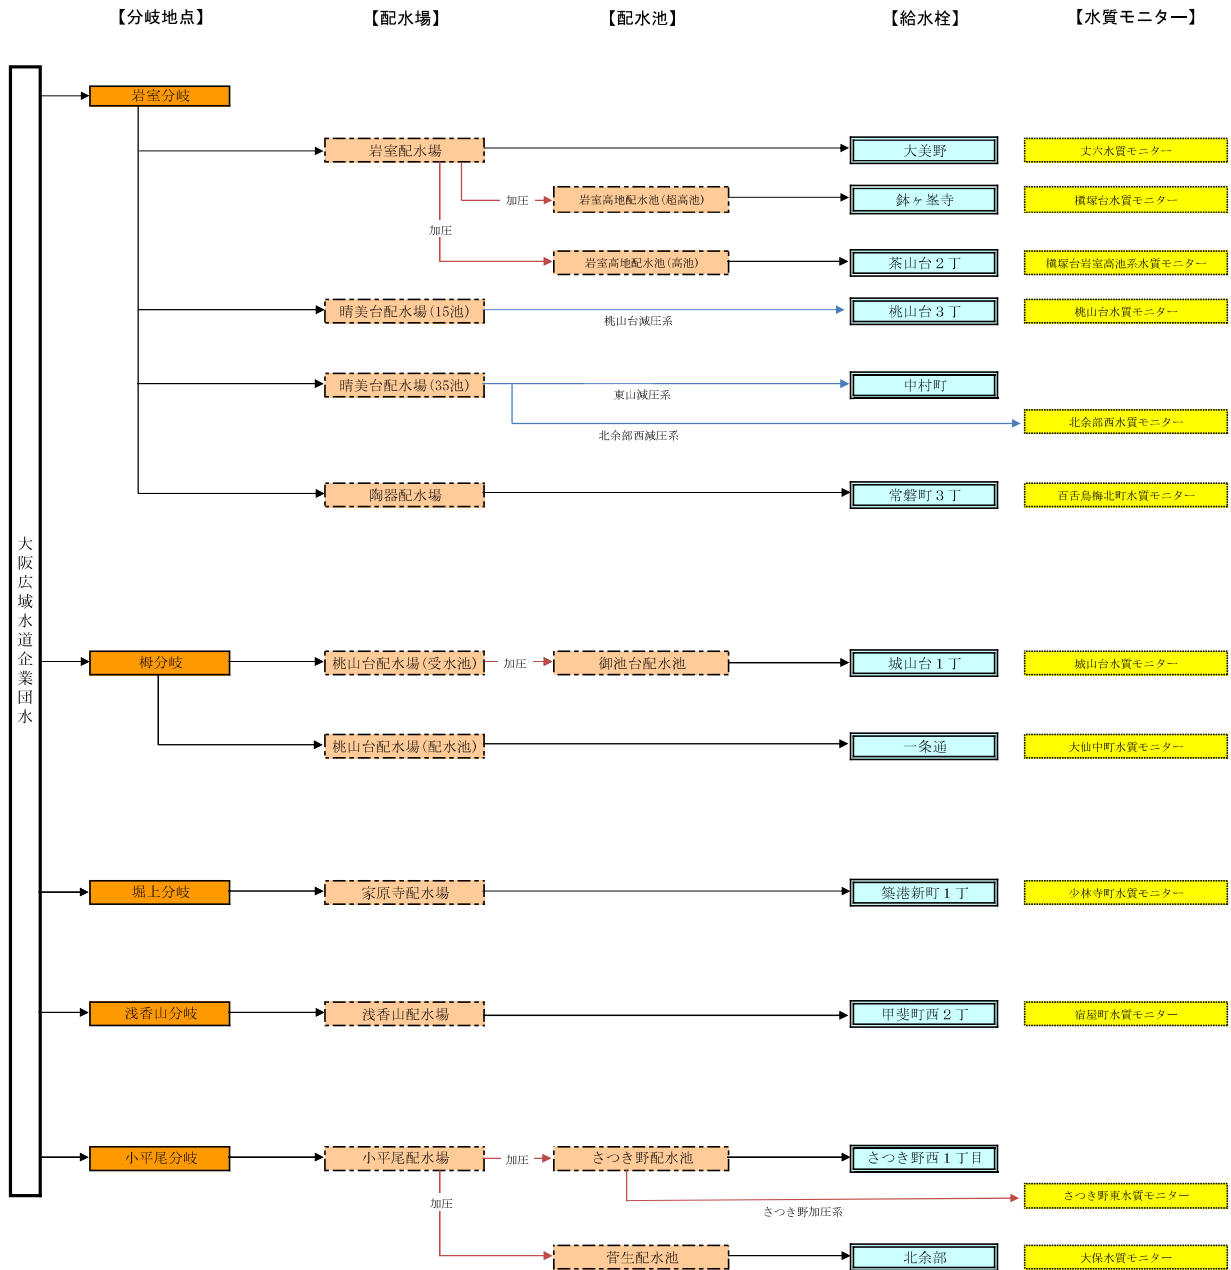 【分岐地点】 【配水場】 【配水池】 【給水栓】 【水質モニター】
岩室分岐
岩室配水場 大美野 丈六水質モニター
加圧 岩室高地配水池(超高池) 鉢ヶ峯寺 槇塚台水質モニター
加圧
岩室高地配水池(高池) 茶山台２丁 槇塚台岩室高池系水質モニター
晴美台配水場(15池) 桃山台３丁 桃山台水質モニター
桃山台減圧系
晴美台配水場(35池) 中村町
東山減圧系
北余部西水質モニター
北余部西減圧系
陶器配水場 常磐町３丁 百舌鳥梅北町水質モニター
大阪広域水道企業団水
栂分岐 桃山台配水場(受水池) 加圧 御池台配水池 城山台１丁 城山台水質モニター
桃山台配水場(配水池) 一条通 大仙中町水質モニター
堀上分岐 家原寺配水場 築港新町１丁 少林寺町水質モニター
浅香山分岐 浅香山配水場 甲斐町西２丁 宿屋町水質モニター
小平尾分岐 小平尾配水場 加圧 さつき野配水池 さつき野西１丁目
さつき野東水質モニター
加圧
さつき野加圧系
菅生配水池 北余部 大保水質モニター